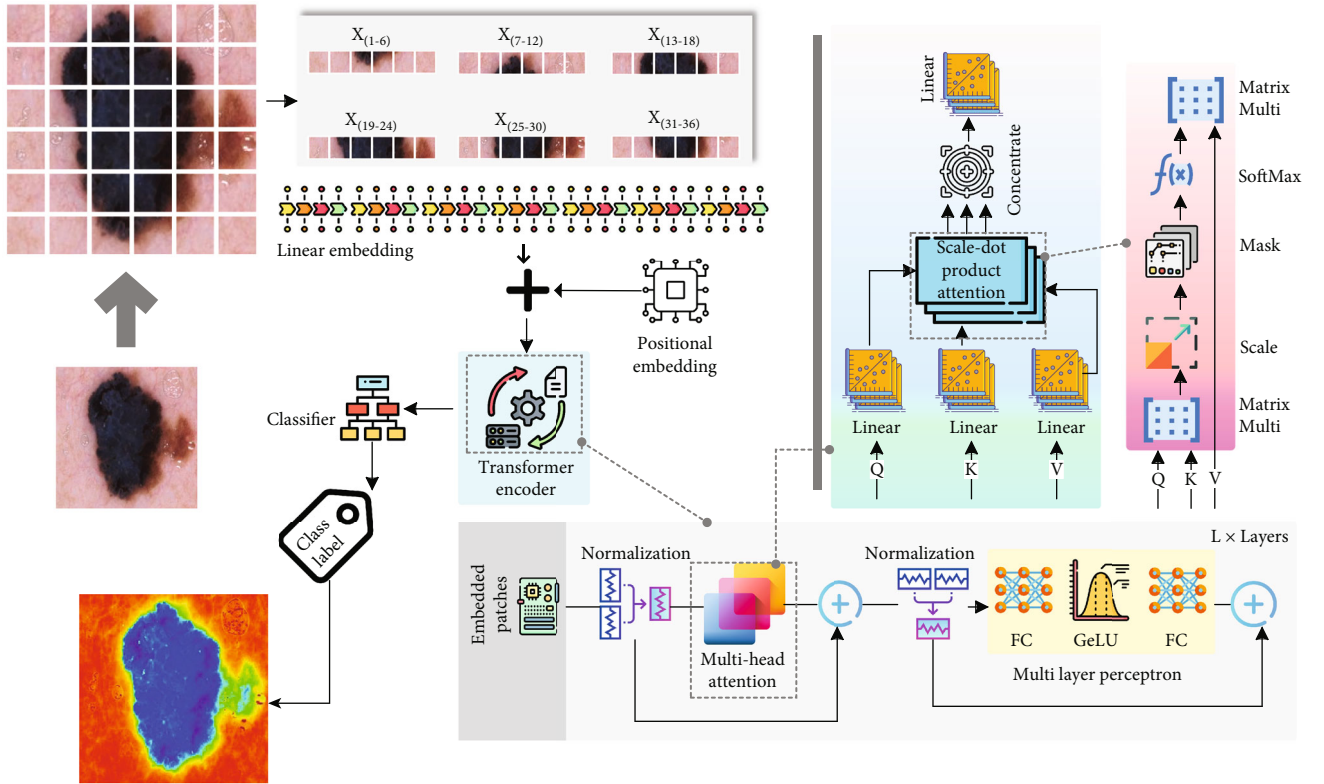 X(1-6)
X(7-12)
X(13-18)
X(19-24)
X(25-30)
X(31-36)
Linear embedding
Positional
embedding
Classifier
Transformer
encoder
Class
label
Linear
Concentrate
Scale-dot
product
attention
Linear
Linear
Linear
Q
K
V
Matrix
Multi
SoftMax
Mask
Scale
Matrix
Multi
Q
K
V
L × Layers
Embedded
patches
Normalization
Multi-head
attention
Normalization
FC
GeLU
FC
Multi layer perceptron